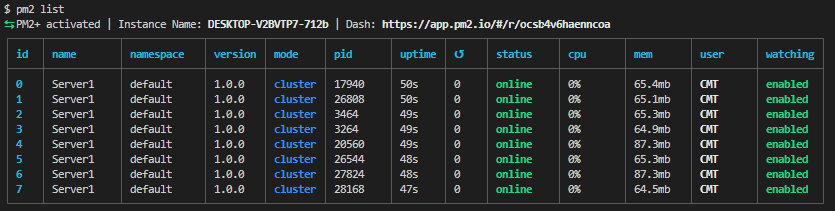 $ pm2 list
⇆ PM2+ activated | Instance Name: DESKTOP-V2BVTP7-712b | Dash: https://app.pm2.io/#/r/ocsb4v6haenncoa
id name namespace version mode pid uptime ↺ status cpu mem user watching
0 Server1 default 1.0.0 cluster 17940 50s 0 online 0% 65.4mb CMT enabled
1 Server1 default 1.0.0 cluster 26808 50s 0 online 0% 65.1mb CMT enabled
2 Server1 default 1.0.0 cluster 3464 49s 0 online 0% 65.3mb CMT enabled
3 Server1 default 1.0.0 cluster 3264 49s 0 online 0% 64.9mb CMT enabled
4 Server1 default 1.0.0 cluster 20560 49s 0 online 0% 87.3mb CMT enabled
5 Server1 default 1.0.0 cluster 26544 48s 0 online 0% 65.3mb CMT enabled
6 Server1 default 1.0.0 cluster 27824 48s 0 online 0% 87.3mb CMT enabled
7 Server1 default 1.0.0 cluster 28168 47s 0 online 0% 64.5mb CMT enabled